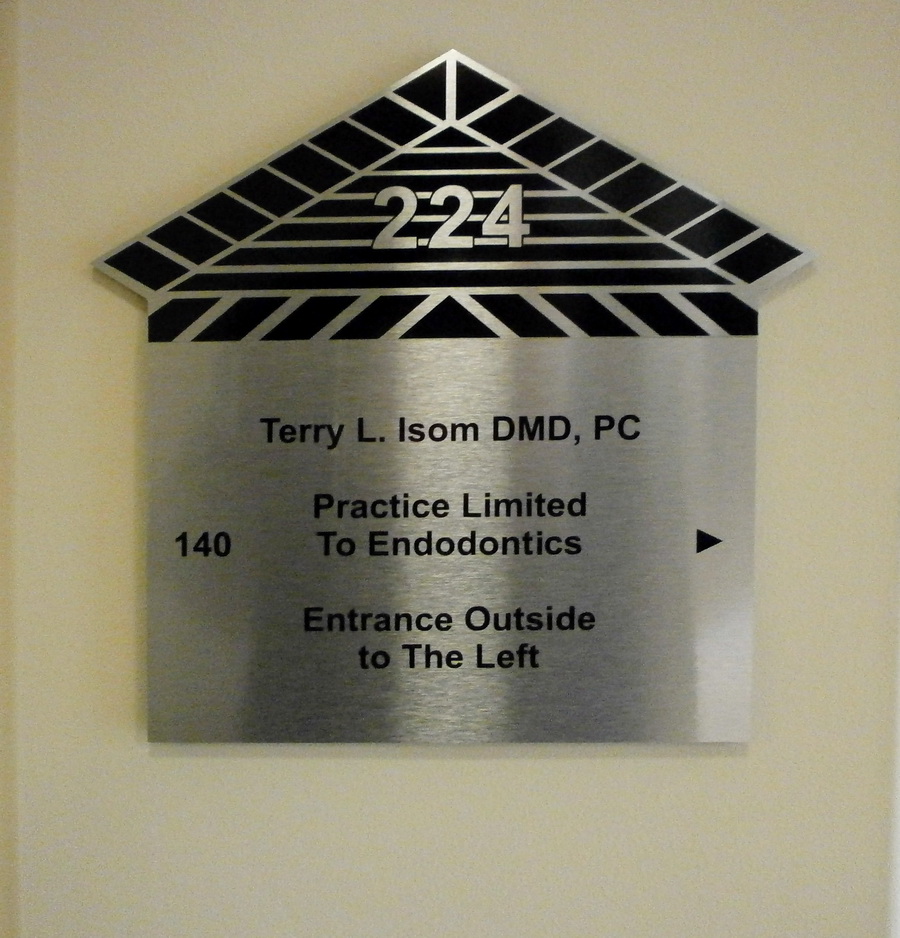 224
Terry L. Isom DMD, PC
Practice Limited
140 To Endodontics ►
Entrance Outside
to The Left